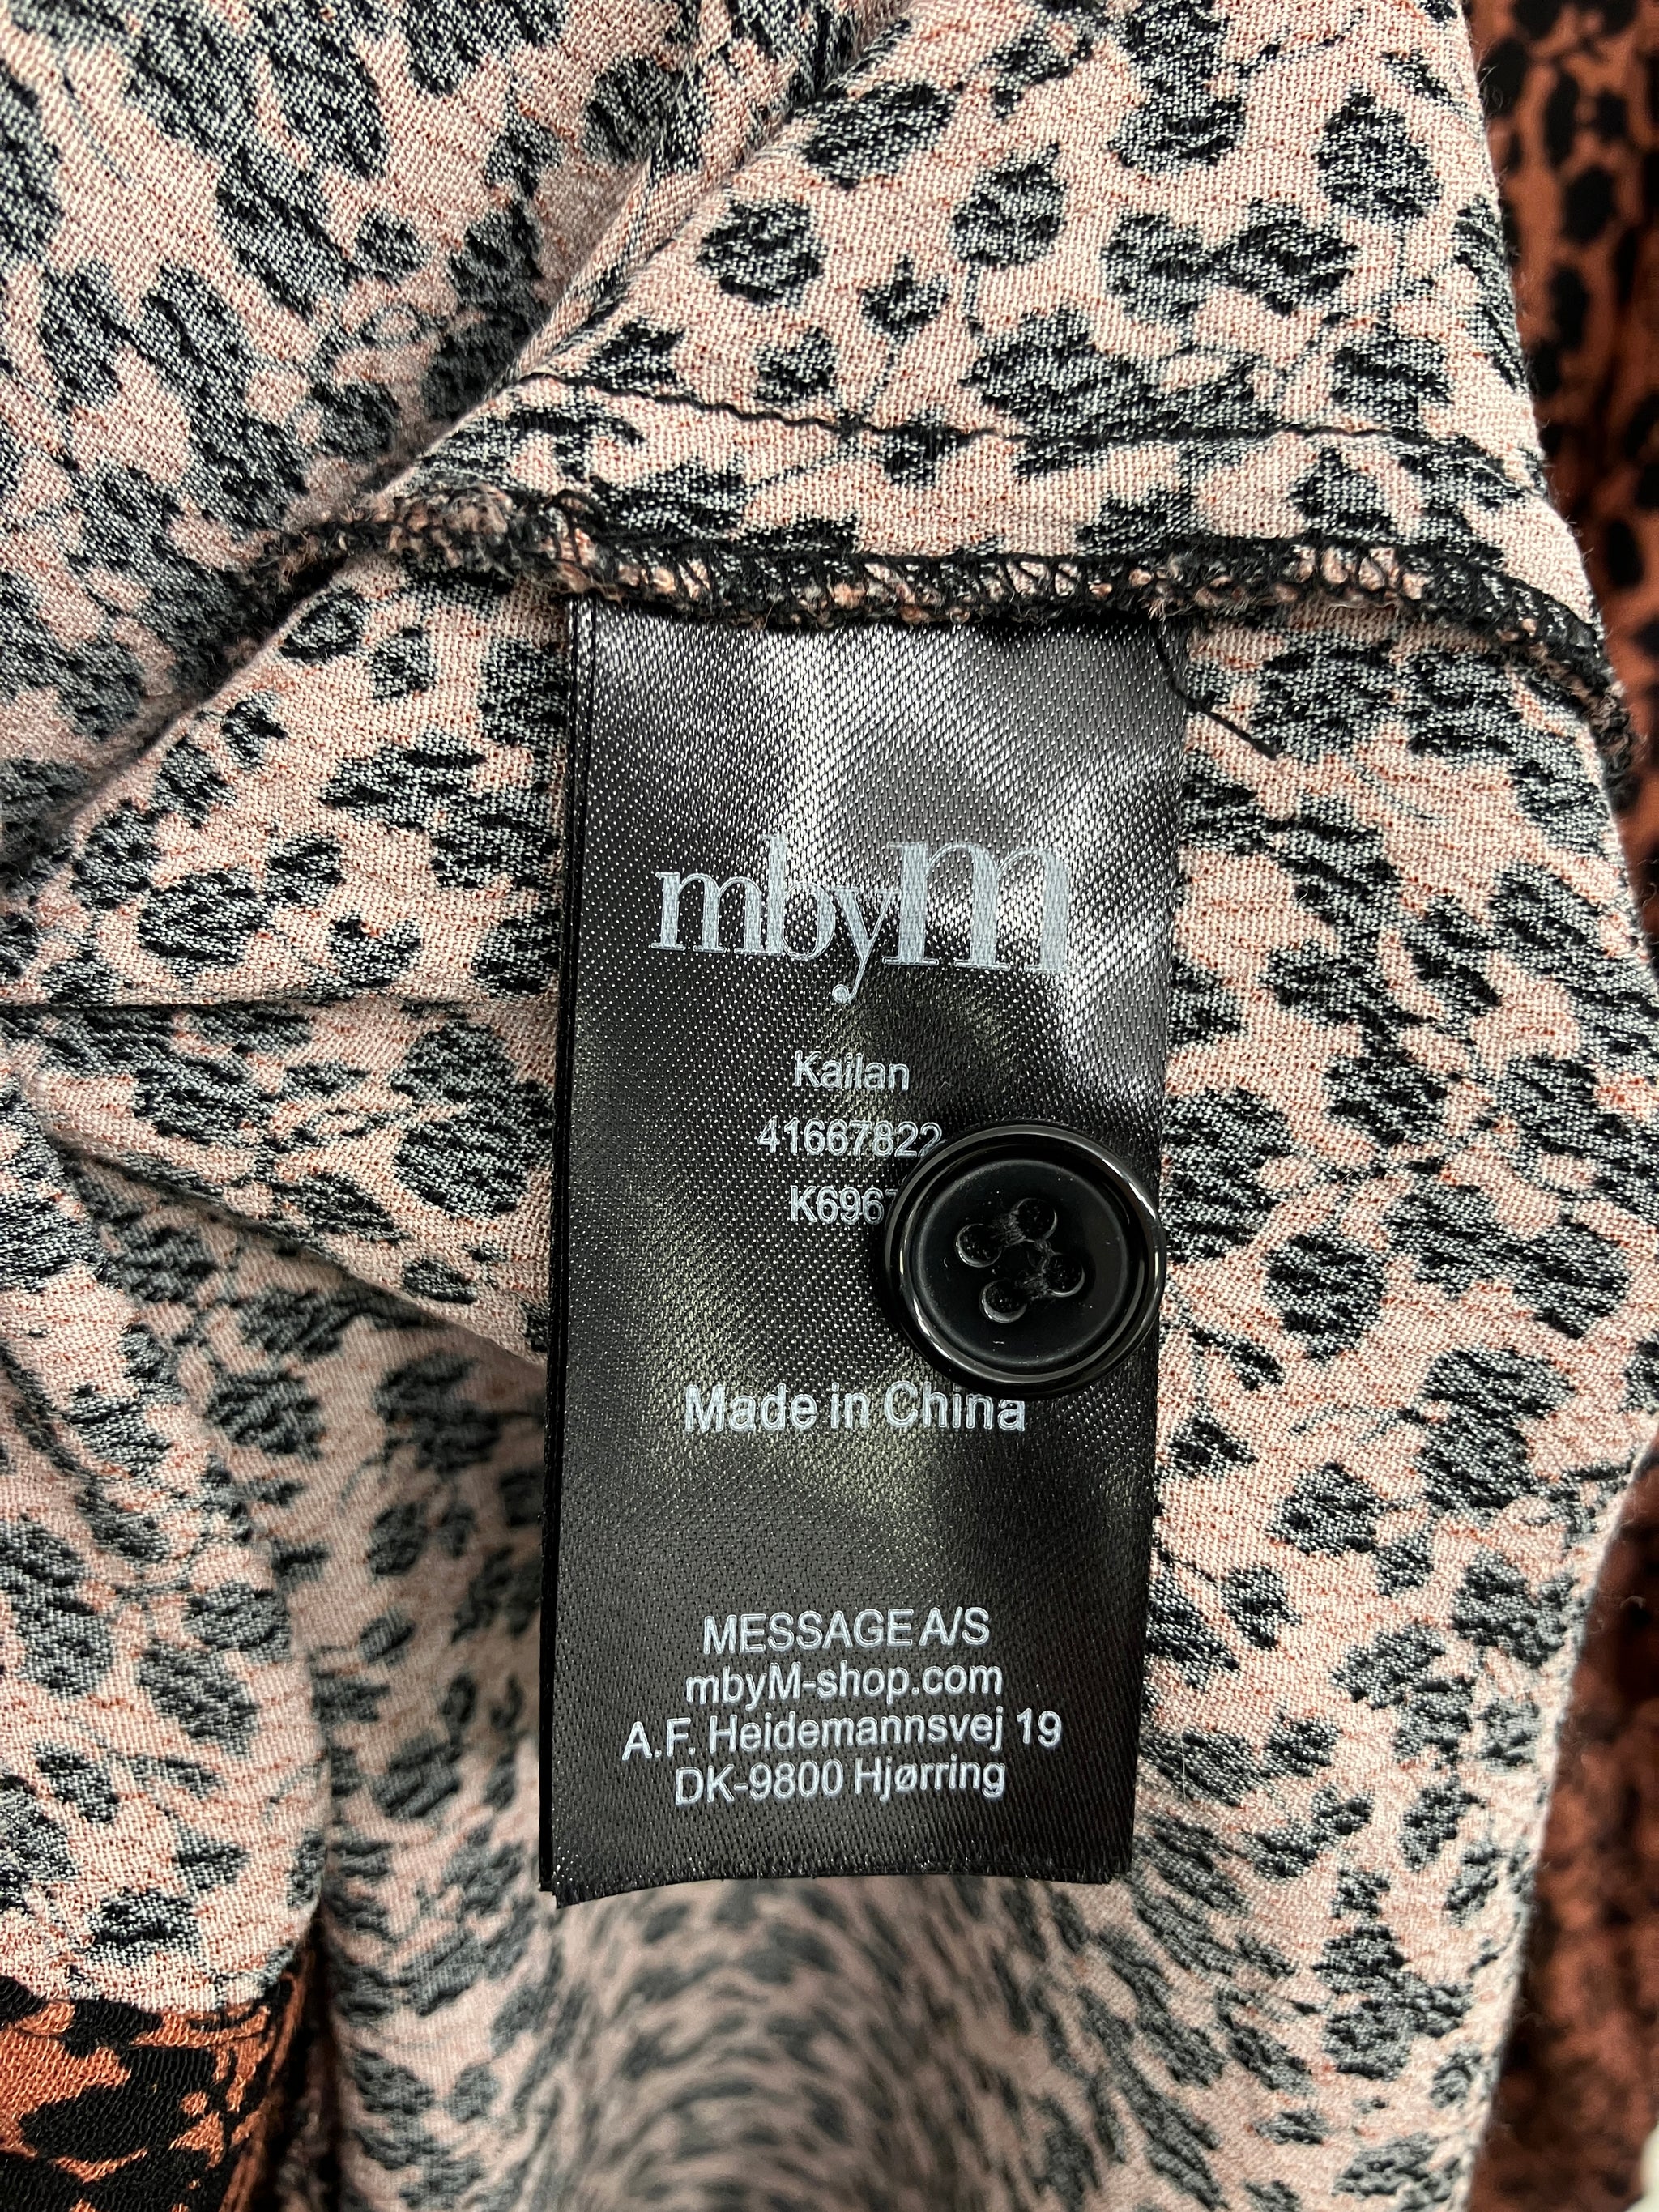 mbyM
Kailan
41667822
Made in China
MESSAGE A/S
mbyM-shop.com
A.F. Heidemannsvej 19
DK-9800 Hjørring